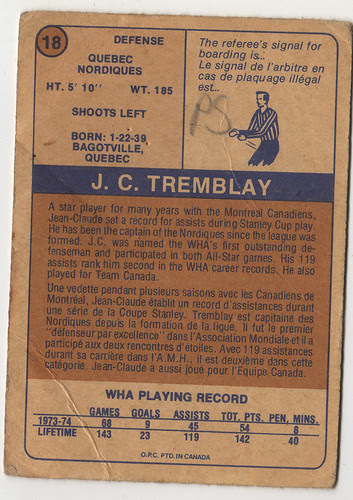 18
DEFENSE
QUEBEC
NORDIQUES
HT. 5' 10" WT. 185
SHOOTS LEFT
BORN: 1-22-39
BAGOTVILLE,
QUEBEC
The referee's signal for
boarding is...
Le signal de l'arbitre en
cas de plaquage illégal
est...
PS
J. C. TREMBLAY
A star player for many years with the Montreal Canadiens,
Jean-Claude set a record for assists during Stanley Cup play.
He has been the captain of the Nordiques since the league was
formed. J.C. was named the WHA's first outstanding de-
fenseman and participated in both All-Star games. His 119
assists rank him second in the WHA career records. He also
played for Team Canada.
Une vedette pendant plusieurs saisons avec les Canadiens de
Montréal, Jean-Claude établit un record d'assistances durant
une série de la Coupe Stanley. Tremblay est capitaine des
Nordiques depuis la formation de la ligue. Il fut le premier
"défenseur par excellence" dans l'Association Mondiale et il a
participé aux deux rencontres d'étoiles. Avec 119 assistances
durant sa carrière dans l'A.M.H., il est deuxième dans cette
catégorie. Jean-Claude a aussi joué pour l'Equipe Canada.
WHA PLAYING RECORD
GAMES GOALS ASSISTS TOT. PTS. PEN. MINS.
1973-74 68 9 45 54 8
LIFETIME 143 23 119 142 40
O.P.C. PTD. IN CANADA